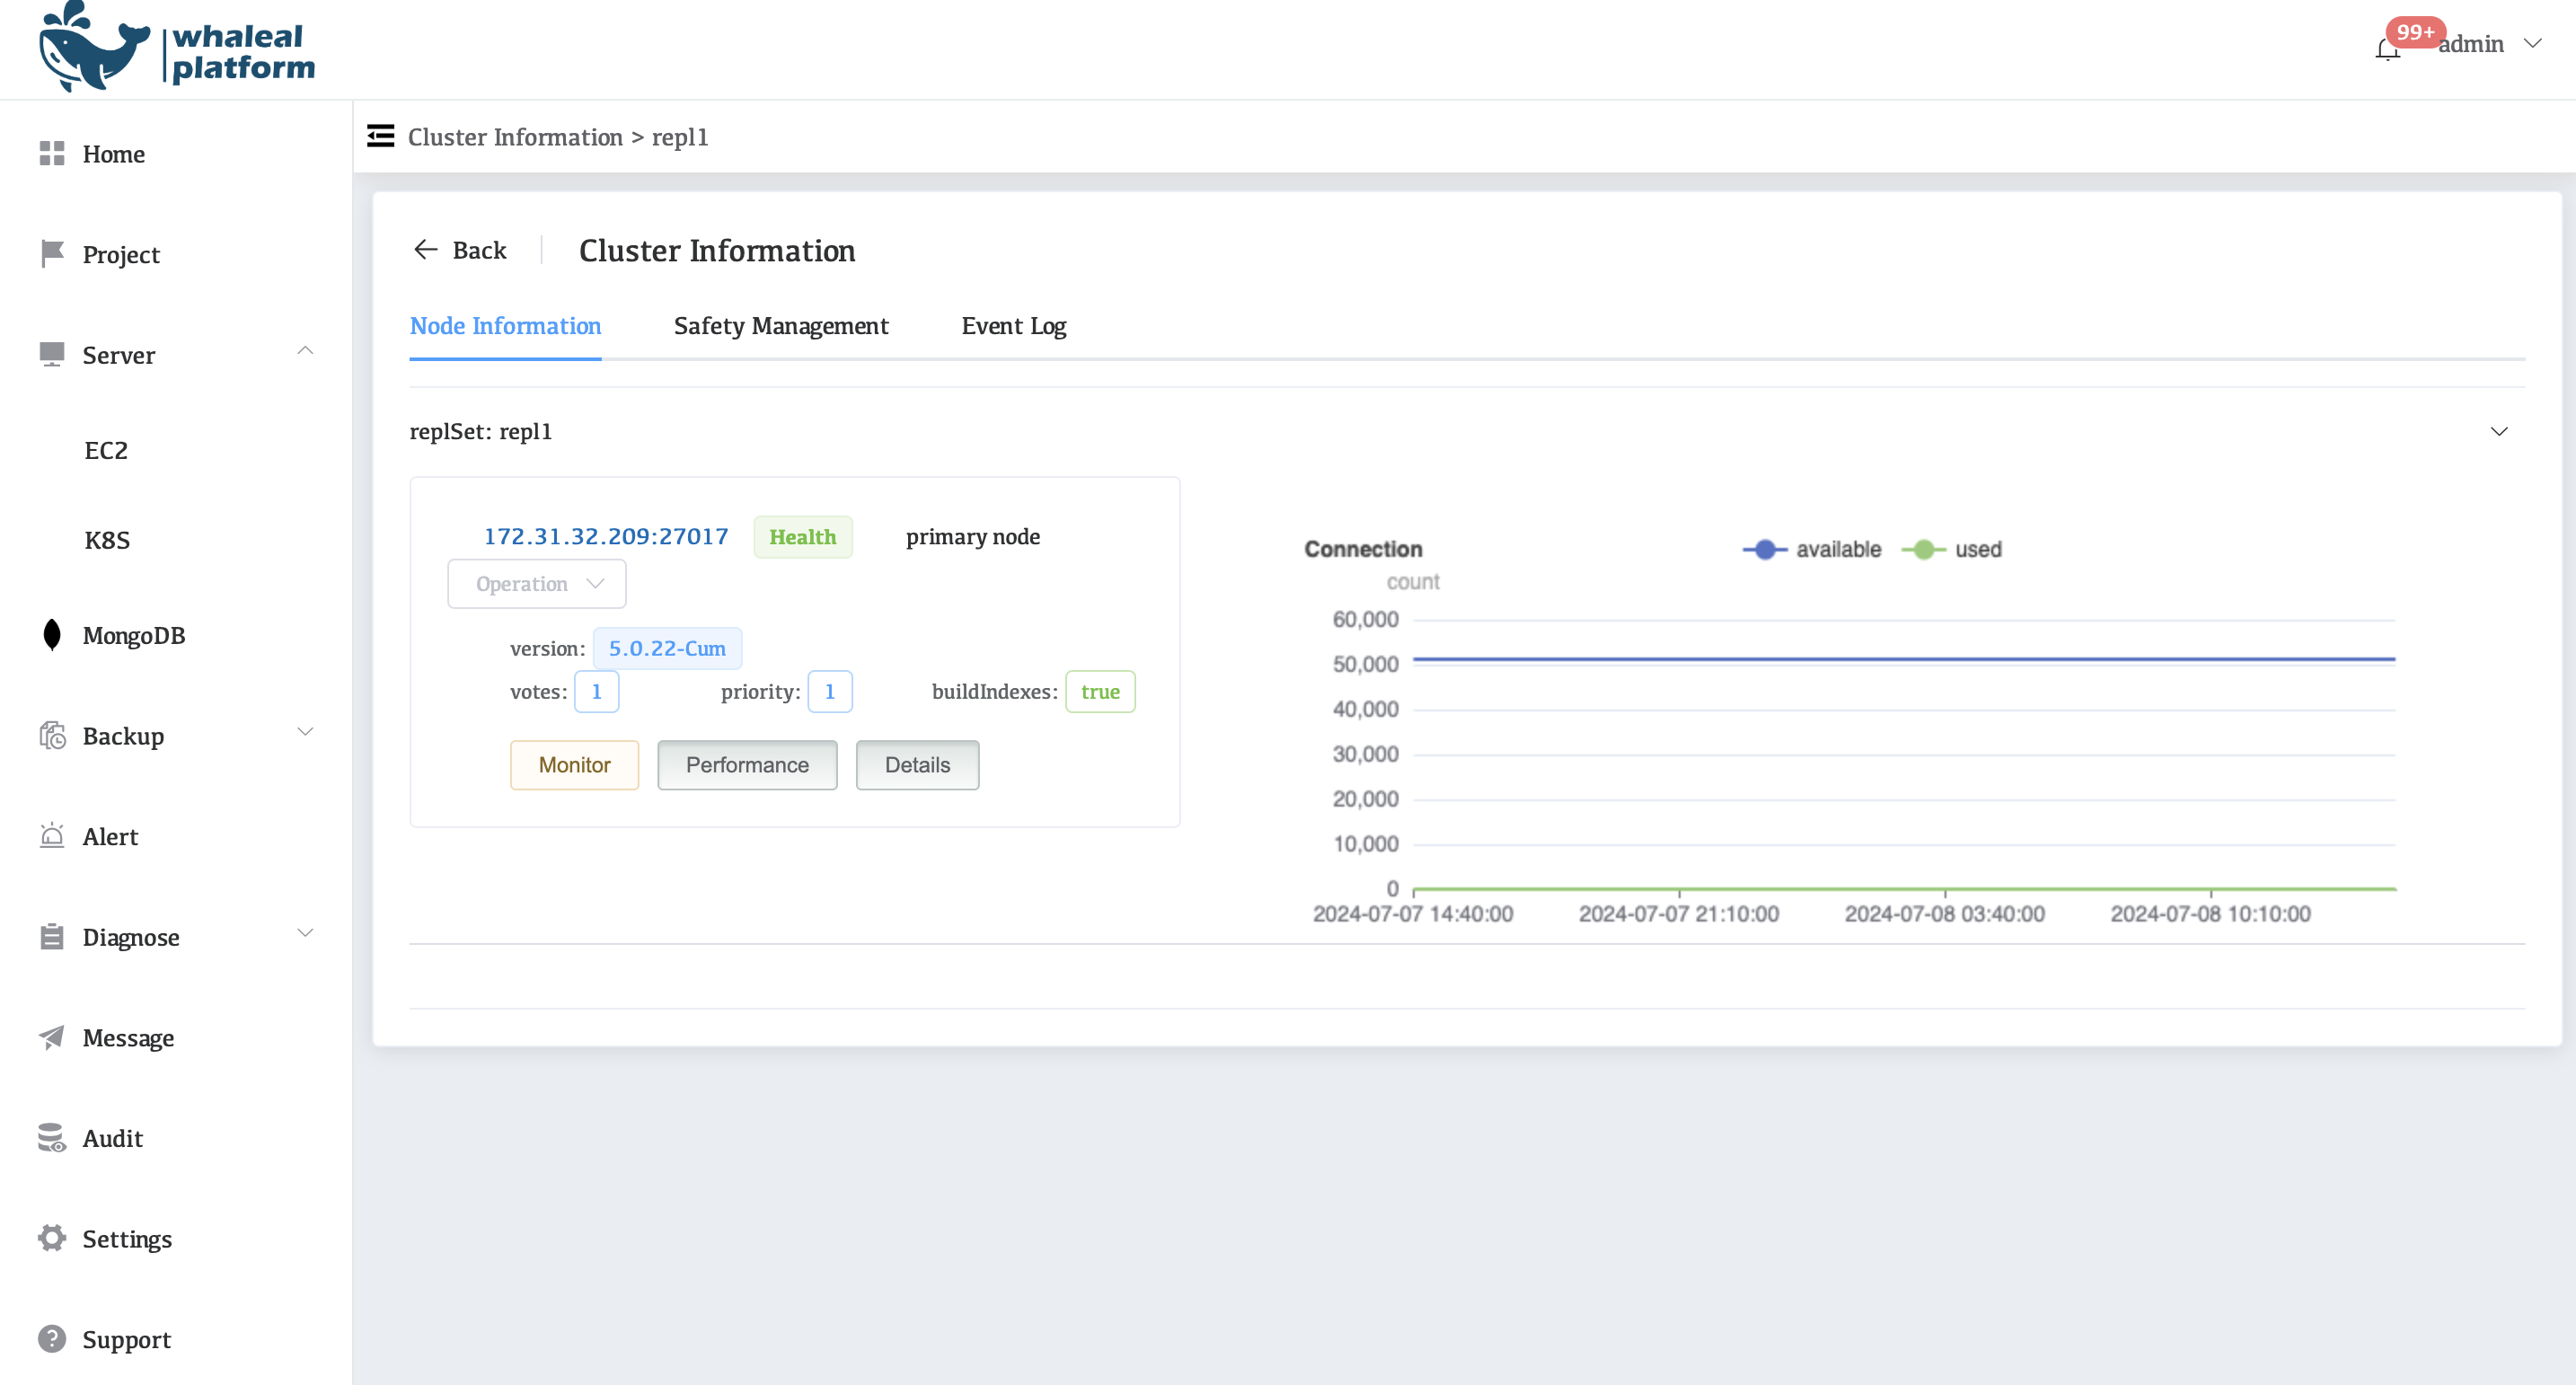 whaleal
platform
99+
admin
Home
Project
Server
EC2
K8S
MongoDB
Backup
Alert
Diagnose
Message
Audit
Settings
Support
Cluster Information > repl1
Back
Cluster Information
Node Information Safety Management Event Log
replSet: repl1
172.31.32.209:27017 Health primary node
Operation
version: 5.0.22-Cum
votes: 1 priority: 1 buildIndexes: true
Monitor Performance Details
Connection available used
count
60,000
50,000
40,000
30,000
20,000
10,000
0
2024-07-07 14:40:00 2024-07-07 21:10:00 2024-07-08 03:40:00 2024-07-08 10:10:00